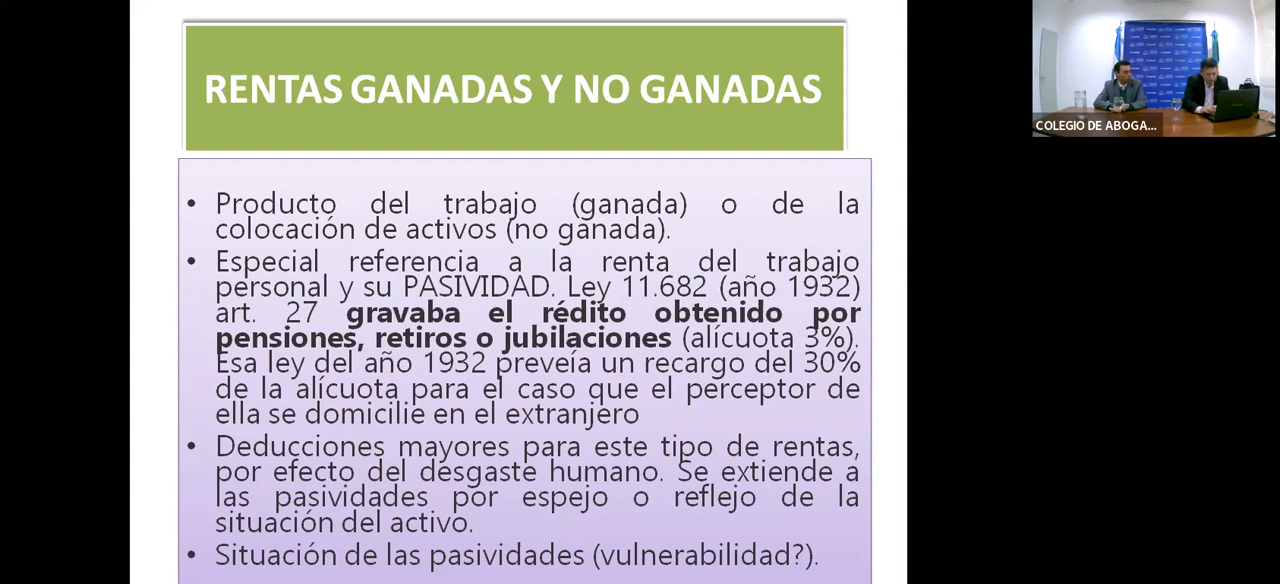 RENTAS GANADAS Y NO GANADAS
• Producto del trabajo (ganada) o de la
colocación de activos (no ganada).
• Especial referencia a la renta del trabajo
personal y su PASIVIDAD. Ley 11.682 (año 1932)
art. 27 gravaba el rédito obtenido por
pensiones, retiros o jubilaciones (alícuota 3%).
Esa ley del año 1932 preveía un recargo del 30%
de la alícuota para el caso que el perceptor de
ella se domicilie en el extranjero
• Deducciones mayores para este tipo de rentas,
por efecto del desgaste humano. Se extiende a
las pasividades por espejo o reflejo de la
situación del activo.
• Situación de las pasividades (vulnerabilidad?).
COLEGIO DE ABOGA...